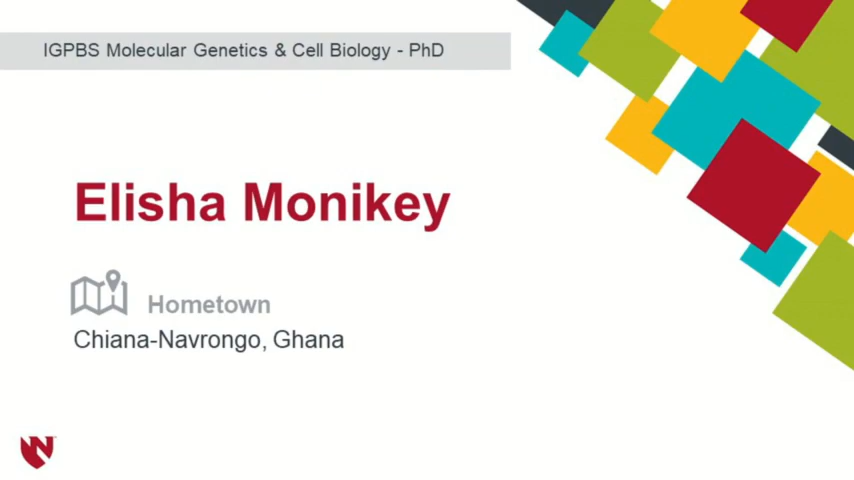 IGPBS Molecular Genetics & Cell Biology - PhD
Elisha Monikey
Hometown
Chiana-Navrongo, Ghana
N